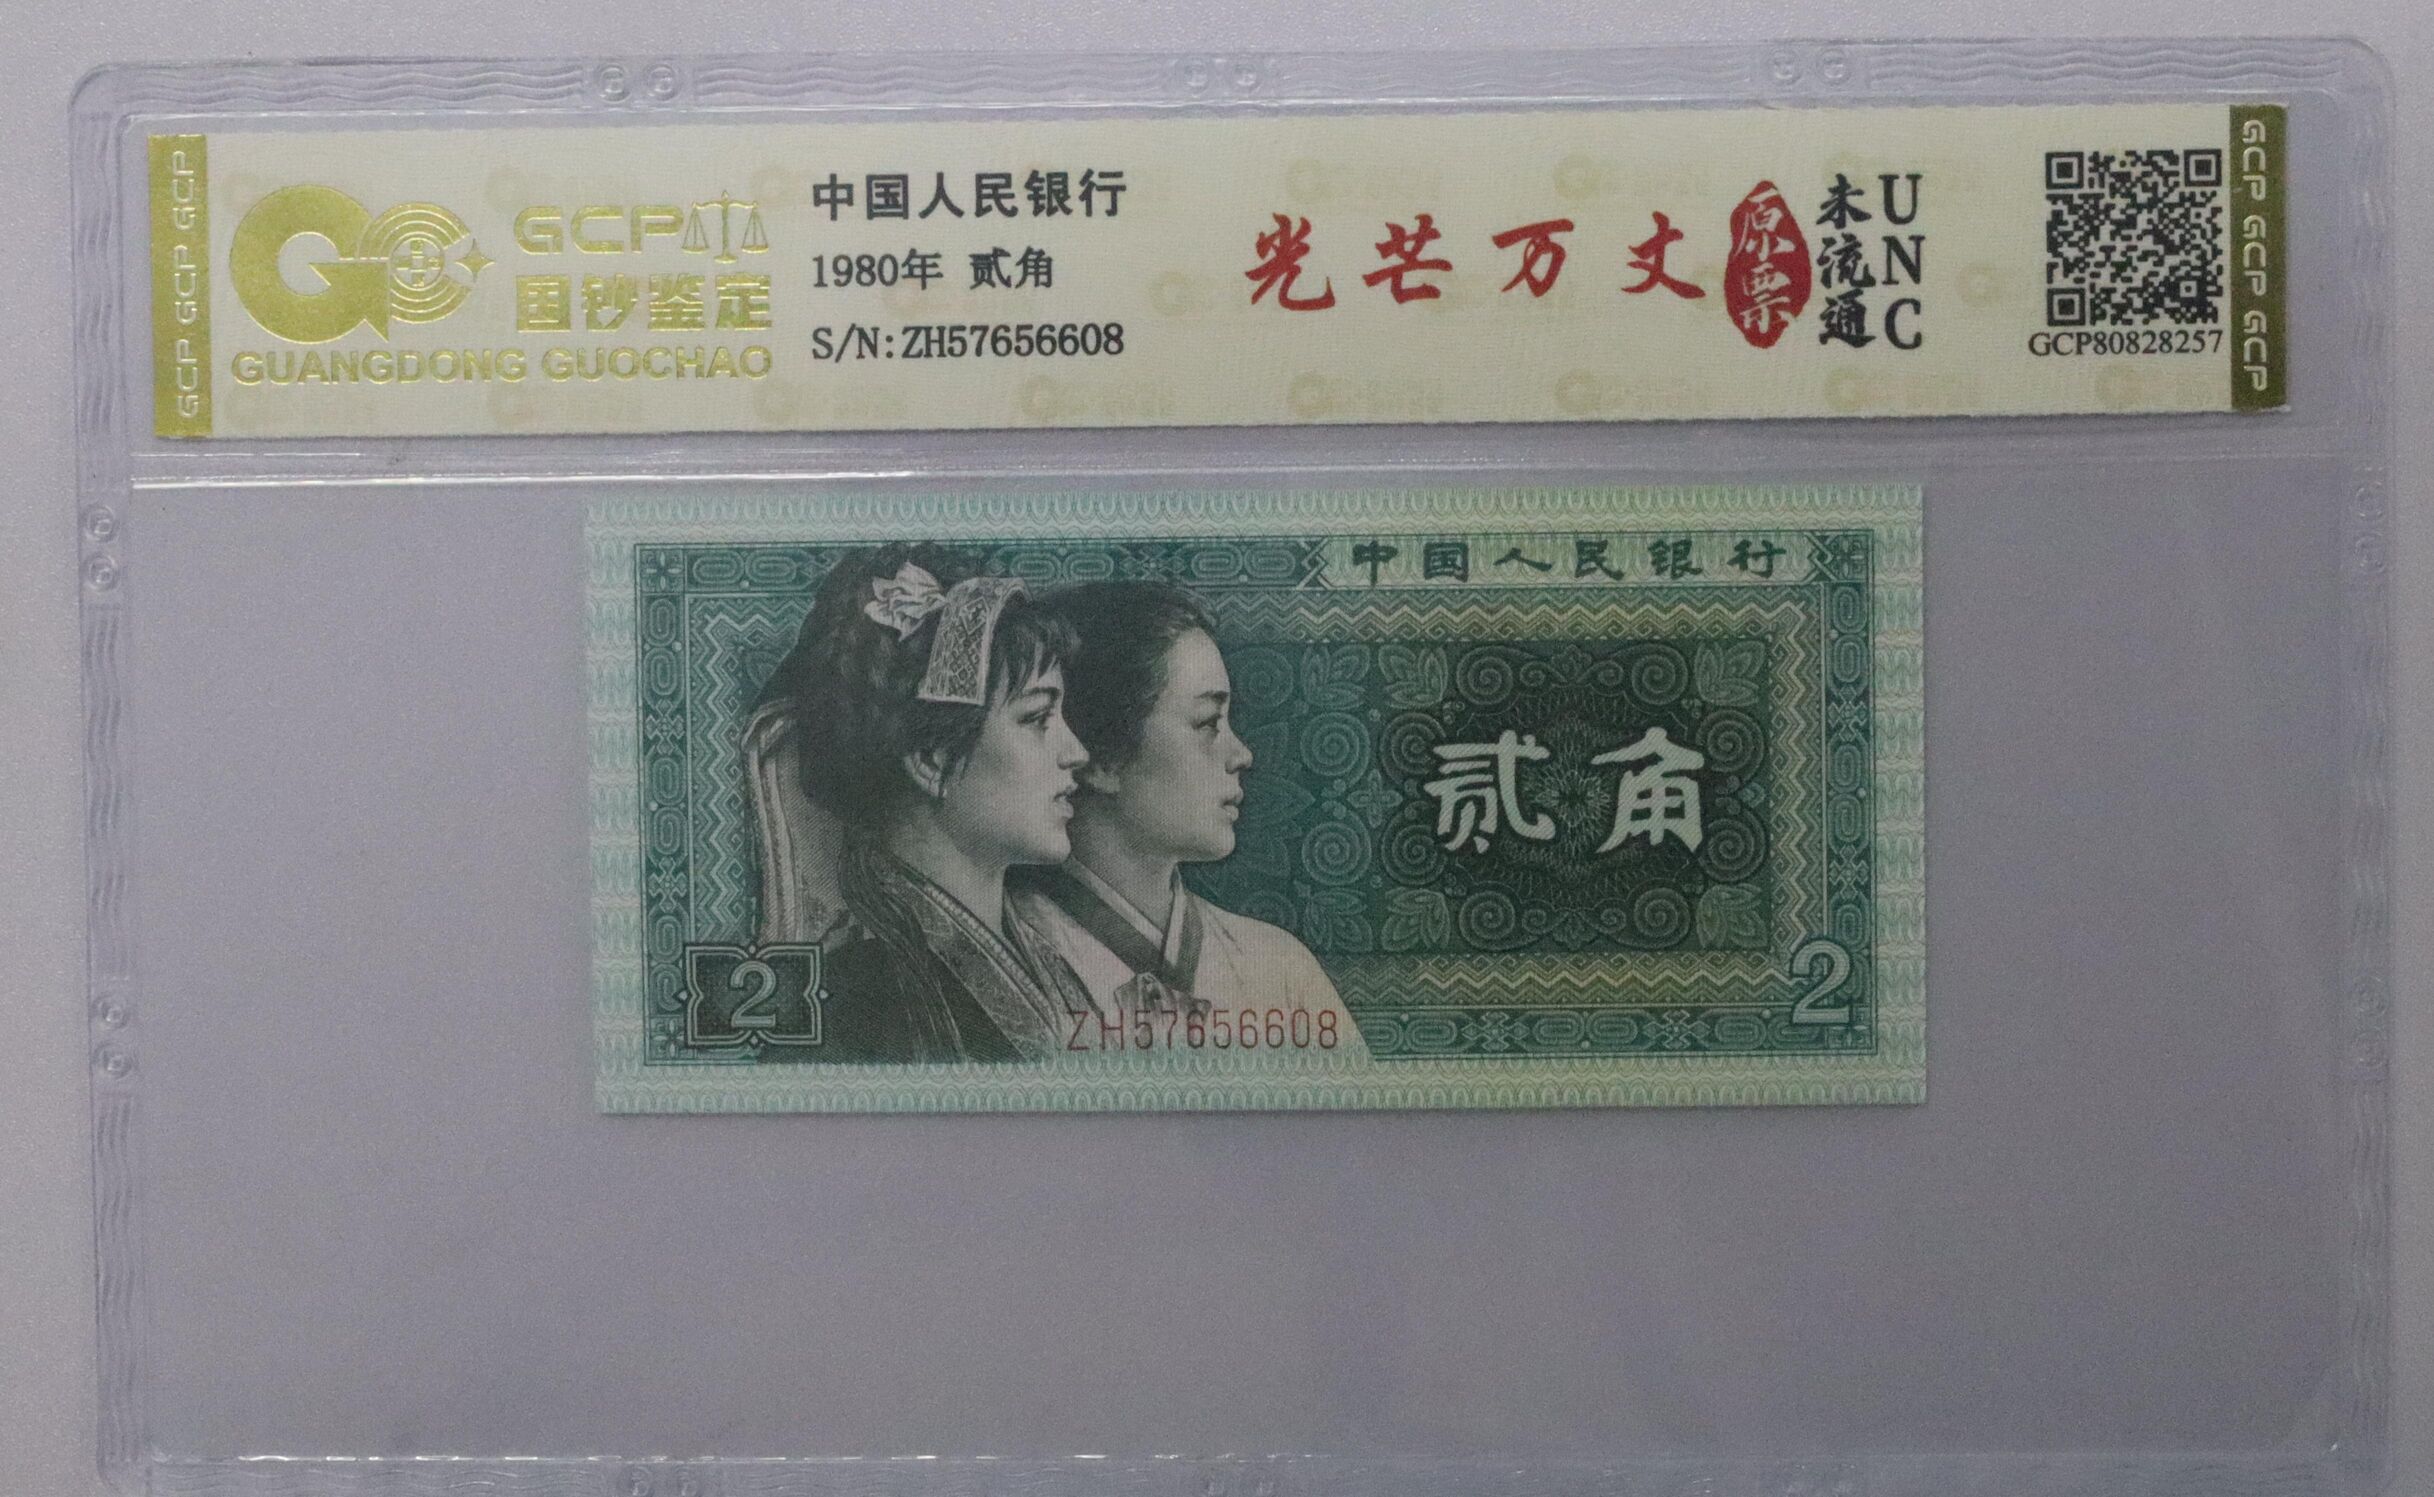 GCP GCP GCP
GCP
国钞鉴定
GUANGDONG GUOCHAO
中国人民银行
1980年 贰角
S/N:ZH57656608
光芒万丈
原票
未流通
UNC
GCP80828257
GCP GCP GCP
中国人民银行
贰角
2
2
ZH57656608